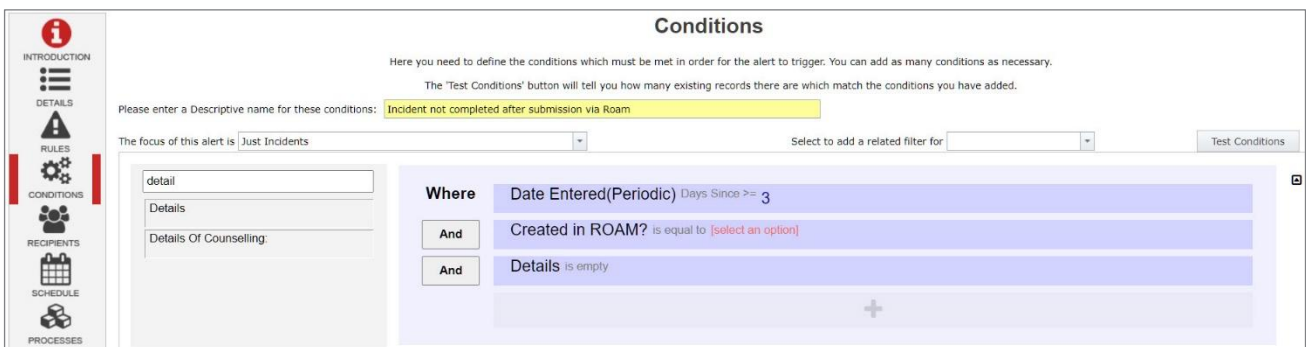 Conditions
INTRODUCTION
Here you need to define the conditions which must be met in order for the alert to trigger. You can add as many conditions as necessary.
The 'Test Conditions' button will tell you how many existing records there are which match the conditions you have added.
DETAILS
Please enter a Descriptive name for these conditions: Incident not completed after submission via Roam
RULES
The focus of this alert is Just Incidents Select to add a related filter for Test Conditions
CONDITIONS
detail
Details
Details Of Counselling:
Where Date Entered(Periodic) Days Since >= 3
And Created in ROAM? is equal to [select an option]
And Details is empty
RECIPIENTS
SCHEDULE
PROCESSES